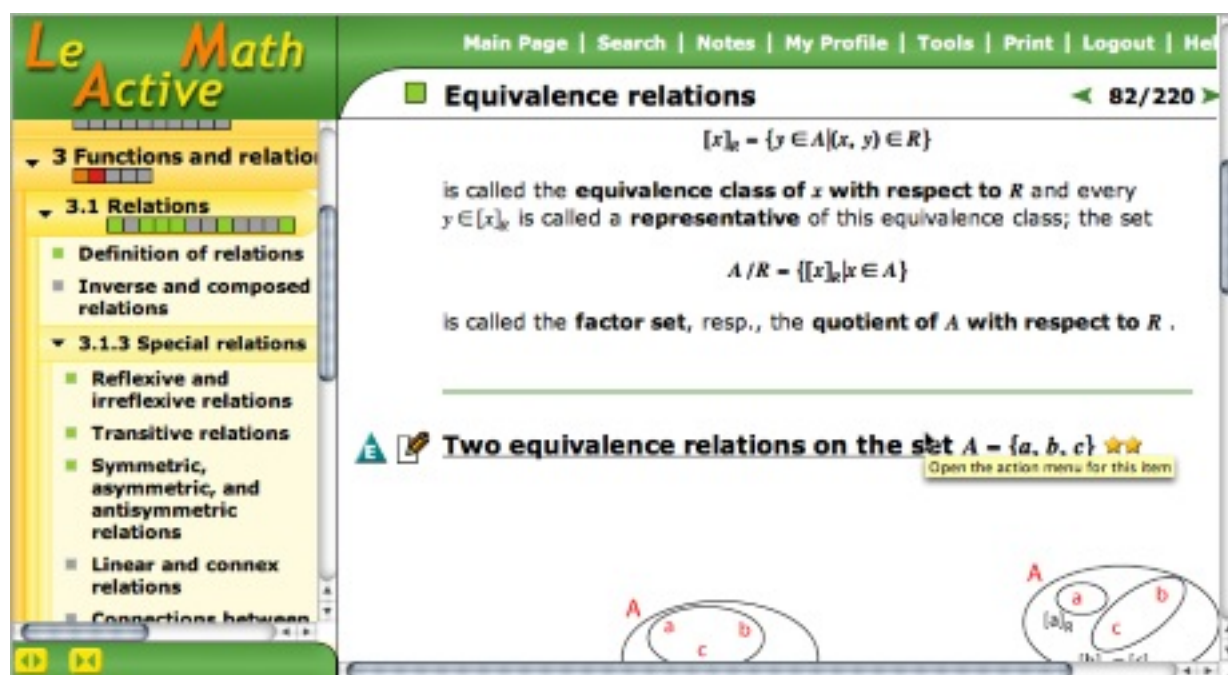 Le Active Math
Main Page | Search | Notes | My Profile | Tools | Print | Logout | Hel
Equivalence relations
82/220
3 Functions and relatio
3.1 Relations
Definition of relations
Inverse and composed
relations
3.1.3 Special relations
Reflexive and
irreflexive relations
Transitive relations
Symmetric,
asymmetric, and
antisymmetric
relations
Linear and connex
relations
Connections between
[x]R = {y ∈ A|(x, y) ∈ R}
is called the equivalence class of x with respect to R and every
y ∈ [x]R is called a representative of this equivalence class; the set
A /R = {[x]R|x ∈ A}
is called the factor set, resp., the quotient of A with respect to R .
E
Two equivalence relations on the set A = {a, b, c}
Open the action menu for this item
A
a
b
c
A
a
b
[a]R
c